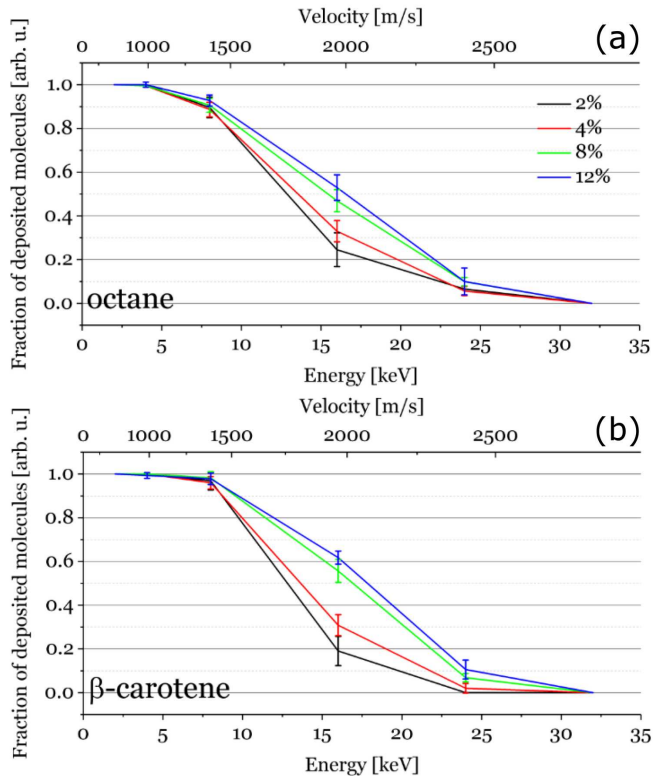 Velocity [m/s]
0 1000 1500 2000 2500
(a)
Fraction of deposited molecules [arb. u.]
1.0
0.8
0.6
0.4
0.2
0.0
2%
4%
8%
12%
octane
0 5 10 15 20 25 30 35
Energy [keV]
Velocity [m/s]
0 1000 1500 2000 2500
(b)
Fraction of deposited molecules [arb. u.]
1.0
0.8
0.6
0.4
0.2
0.0
β-carotene
0 5 10 15 20 25 30 35
Energy [keV]